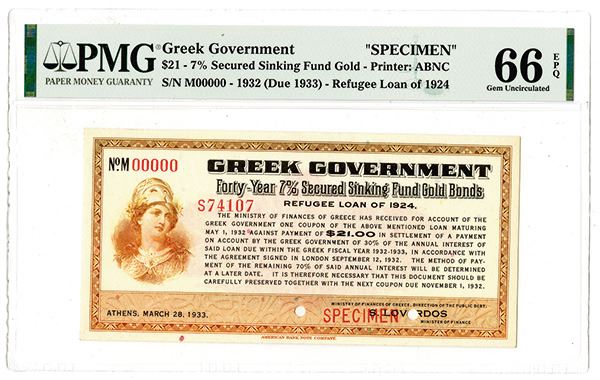 PMG
PAPER MONEY GUARANTY
Greek Government "SPECIMEN"
$21 - 7% Secured Sinking Fund Gold - Printer: ABNC
S/N M00000 - 1932 (Due 1933) - Refugee Loan of 1924
66 EPQ
Gem Uncirculated
No. M 00000
GREEK GOVERNMENT
Forty-Year 7% Secured Sinking Fund Gold Bonds
REFUGEE LOAN OF 1924.
S74107
THE MINISTRY OF FINANCES OF GREECE HAS RECEIVED FOR ACCOUNT OF THE
GREEK GOVERNMENT ONE COUPON OF THE ABOVE MENTIONED LOAN MATURING
MAY 1, 1932 AGAINST PAYMENT OF $21.00 IN SETTLEMENT OF A PAYMENT
ON ACCOUNT BY THE GREEK GOVERNMENT OF 30% OF THE ANNUAL INTEREST OF
SAID LOAN DUE WITHIN THE GREEK FISCAL YEAR 1932-1933, IN ACCORDANCE WITH
THE AGREEMENT SIGNED IN LONDON SEPTEMBER 12, 1932. THE METHOD OF PAY-
MENT OF THE REMAINING 70% OF SAID ANNUAL INTEREST WILL BE DETERMINED
AT A LATER DATE. IT IS THEREFORE NECESSARY THAT THIS DOCUMENT SHOULD BE
CAREFULLY PRESERVED TOGETHER WITH THE NEXT COUPON DUE NOVEMBER 1, 1932.
MINISTRY OF FINANCES OF GREECE, DIRECTION OF THE PUBLIC DEBT.
SPECIMEN
S. LOVERDOS
MINISTER OF FINANCE
ATHENS, MARCH 28, 1933.
AMERICAN BANK NOTE COMPANY.